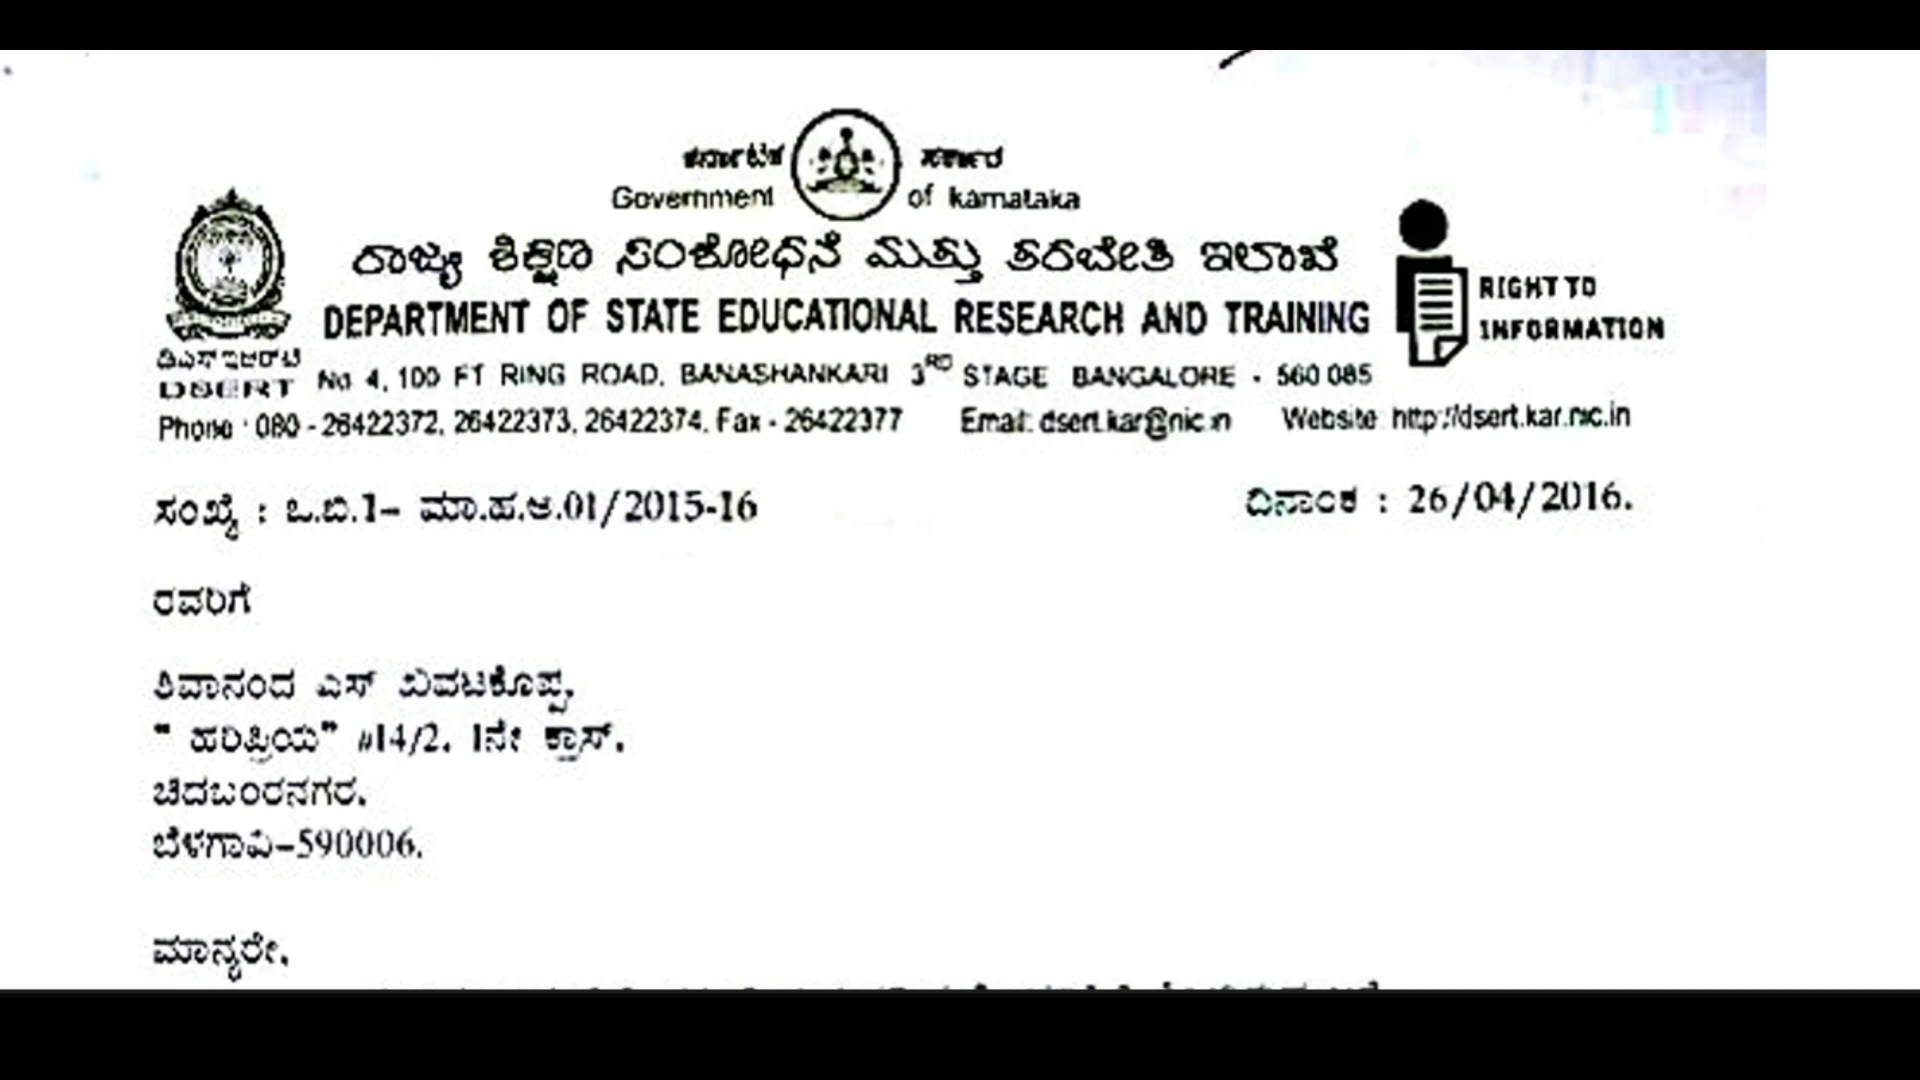 ಕರ್ನಾಟಕ ಸರ್ಕಾರ
Government of karnataka
ರಾಜ್ಯ ಶಿಕ್ಷಣ ಸಂಶೋಧನೆ ಮತ್ತು ತರಬೇತಿ ಇಲಾಖೆ
DEPARTMENT OF STATE EDUCATIONAL RESEARCH AND TRAINING
RIGHT TO
INFORMATION
ಡಿಎಸ್ಇಆರ್‌ಟಿ
DSERT
No 4, 100 FT RING ROAD, BANASHANKARI 3RD STAGE BANGALORE - 560 085
Phone : 080 - 26422372, 26422373, 26422374, Fax - 26422377 Email: dsert.kar@nic.in Website: http://dsert.kar.nic.in
ಸಂಖ್ಯೆ : ಒ.ಬಿ.1- ಮಾ.ಹ.ಅ.01/2015-16 ದಿನಾಂಕ : 26/04/2016.
ರವರಿಗೆ
ಶಿವಾನಂದ ಎಸ್
" ಹರಿಪ್ರಿಯ" #14/2, 1ನೇ ಕ್ರಾಸ್,
ಚಿದಬಂರನಗರ,
ಬೆಳಗಾವಿ-590006.
ಮಾನ್ಯರೇ,